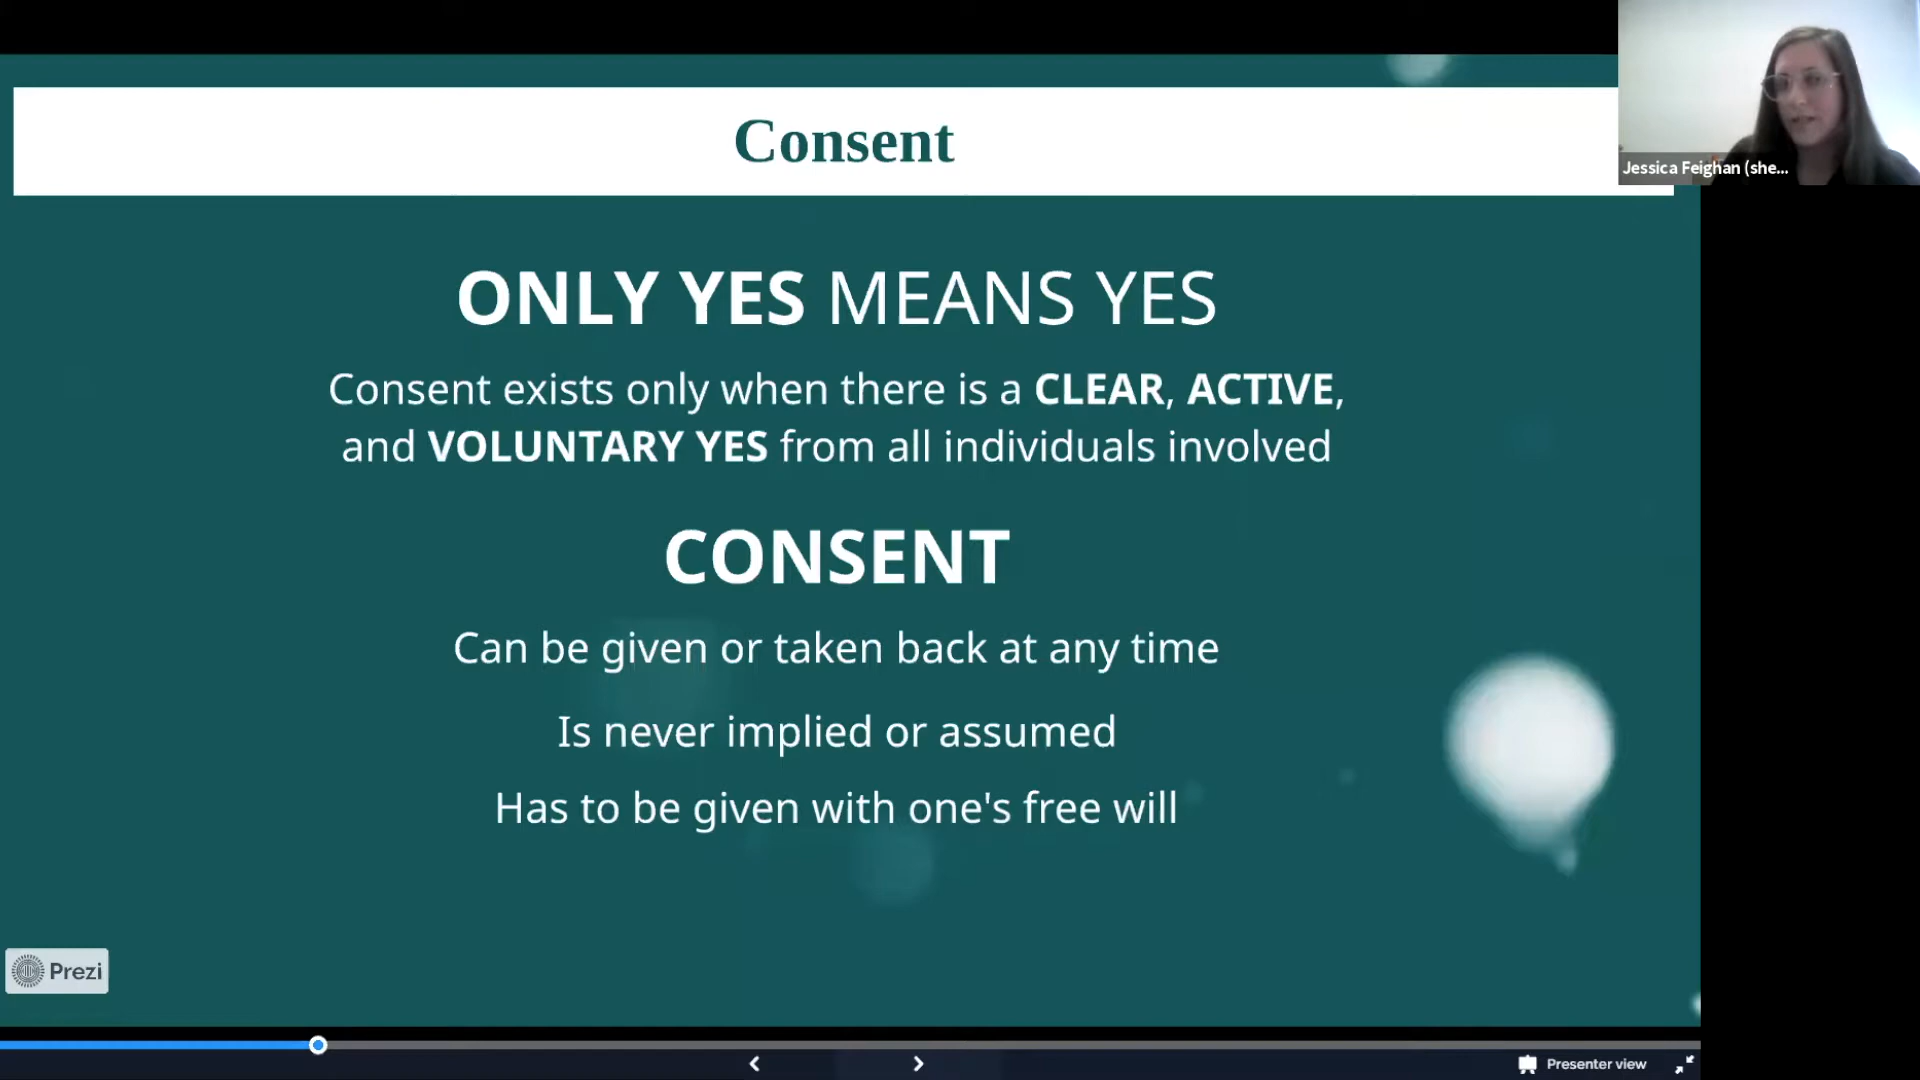 Consent
Jessica Feighan (she...
ONLY YES MEANS YES
Consent exists only when there is a CLEAR, ACTIVE,
and VOLUNTARY YES from all individuals involved
CONSENT
Can be given or taken back at any time
Is never implied or assumed
Has to be given with one's free will
Prezi
Presenter view